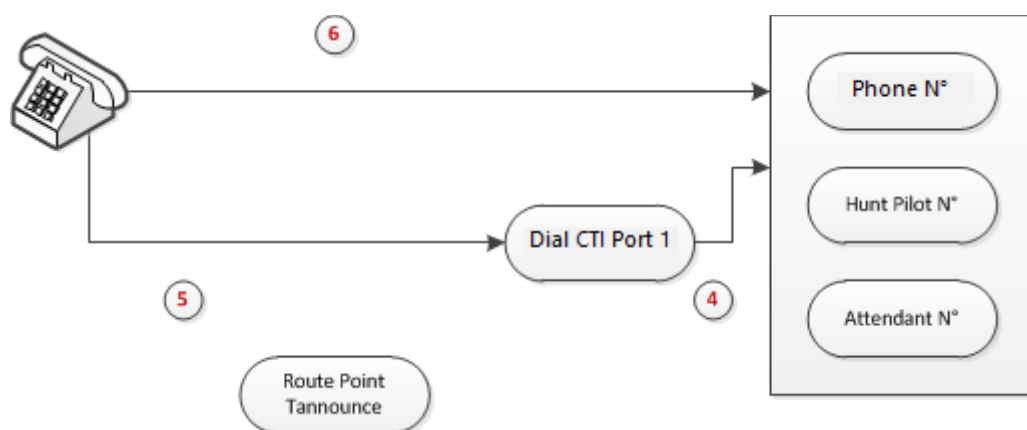 6
Phone N°
Hunt Pilot N°
Dial CTI Port 1
5
4
Attendant N°
Route Point
Tannounce